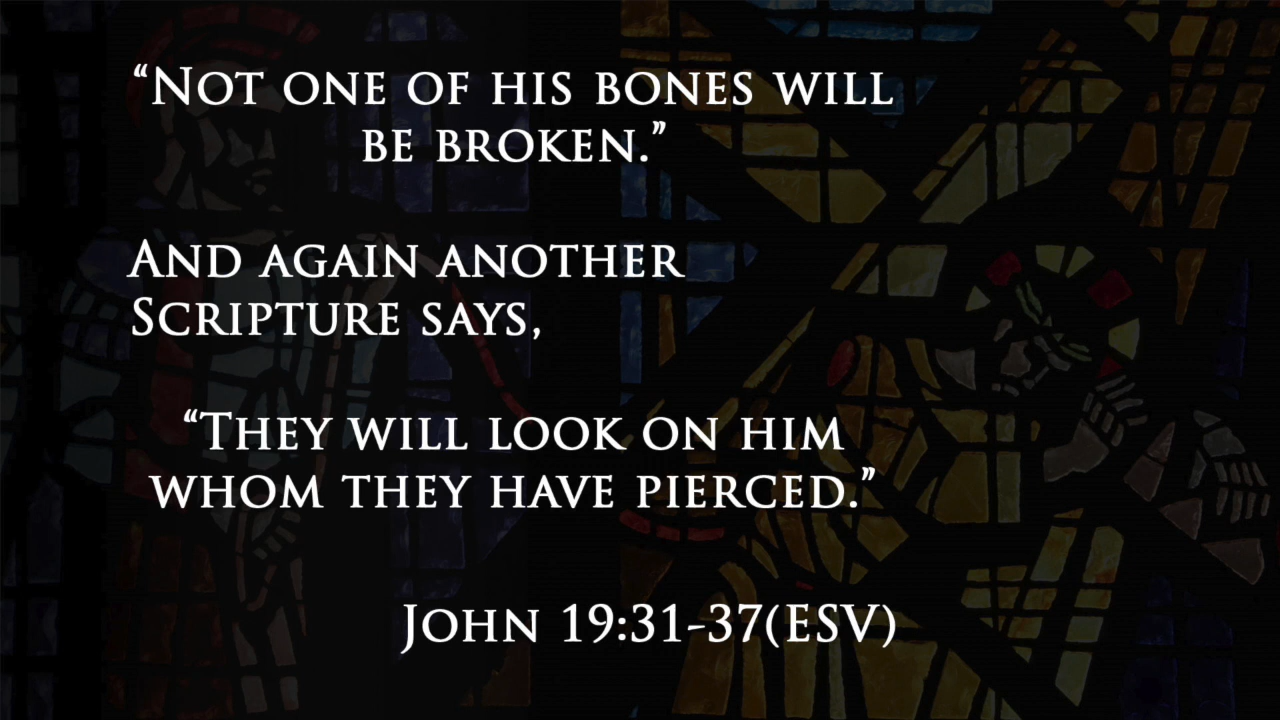 “Not one of his bones will
be broken.”
And again another
Scripture says,
“They will look on him
whom they have pierced.”
John 19:31-37(ESV)